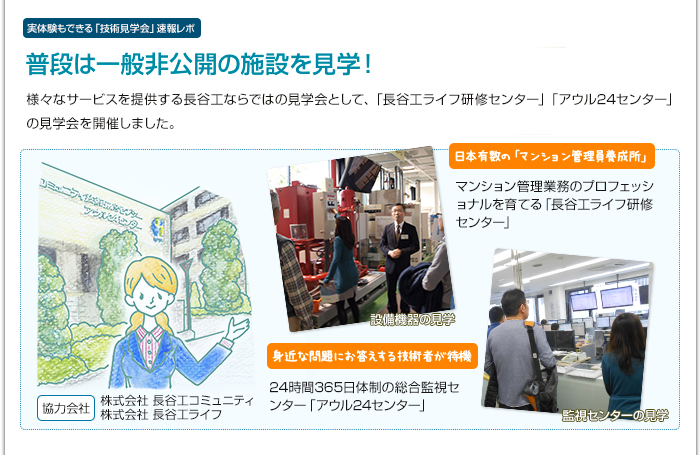 実体験もできる「技術見学会」速報レポ
普段は一般非公開の施設を見学！
様々なサービスを提供する長谷工ならではの見学会として、「長谷工ライフ研修センター」「アウル24センター」
の見学会を開催しました。
日本有数の「マンション管理員養成所」
マンション管理業務のプロフェッシ
ョナルを育てる「長谷工ライフ研修
センター」
設備機器の見学
身近な問題にお答えする技術者が待機
24時間365日体制の総合監視セ
ンター「アウル24センター」
監視センターの見学
アウル24センター
協力会社
株式会社 長谷工コミュニティ
株式会社 長谷工ライフ